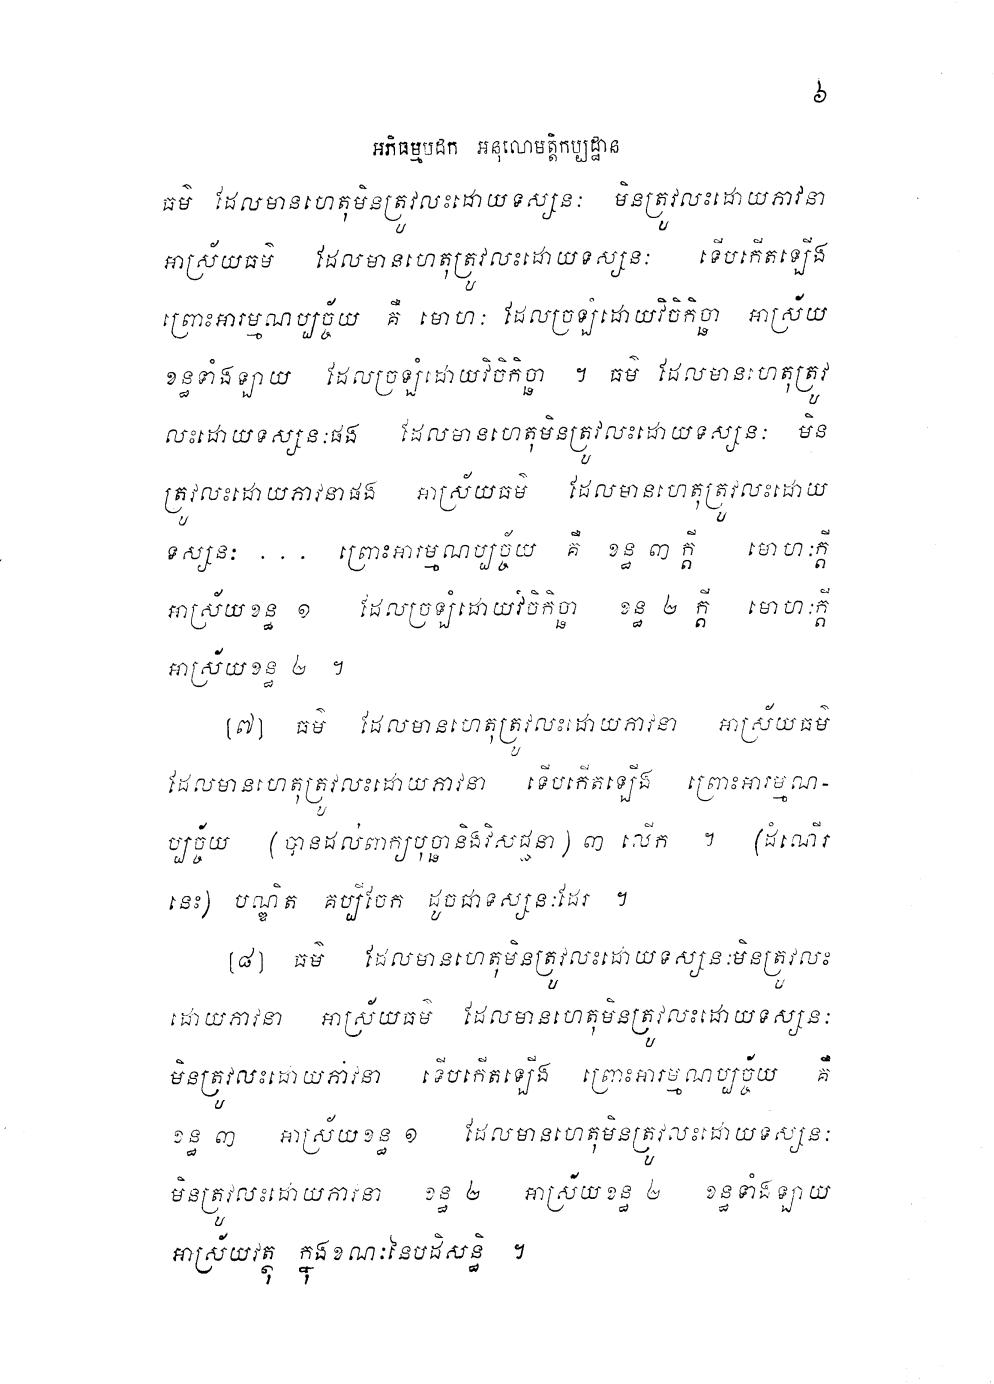 ៦
អភិធម្មបិដក អនុលោមត្តិកប្បដ្ឋាន
ធម៌ ដែលមានហេតុមិនត្រូវលះដោយទស្សនៈ មិនត្រូវលះដោយភាវនា
អាស្រ័យធម៌ ដែលមានហេតុត្រូវលះដោយទស្សនៈ ទើបកើតឡើង
ព្រោះអារម្មណប្បច្ច័យ គឺ មោហៈ ដែលច្រឡំដោយវិចិកិច្ឆា អាស្រ័យ
ខន្ធទាំងឡាយ ដែលច្រឡំដោយវិចិកិច្ឆា ។ ធម៌ ដែលមានហេតុត្រូវ
លះដោយទស្សនៈផង ដែលមានហេតុមិនត្រូវលះដោយទស្សនៈ មិន
ត្រូវលះដោយភាវនាផង អាស្រ័យធម៌ ដែលមានហេតុត្រូវលះដោយ
ទស្សនៈ . . . ព្រោះអារម្មណប្បច្ច័យ គឺ ខន្ធ ៣ ក្តី មោហៈក្តី
អាស្រ័យខន្ធ ១ ដែលច្រឡំដោយវិចិកិច្ឆា ខន្ធ ២ ក្តី មោហៈក្តី
អាស្រ័យខន្ធ ២ ។
[៧] ធម៌ ដែលមានហេតុត្រូវលះដោយភាវនា អាស្រ័យធម៌
ដែលមានហេតុត្រូវលះដោយភាវនា ទើបកើតឡើង ព្រោះអារម្មណ-
ប្បច្ច័យ (បានដល់ពាក្យបុច្ឆានិងវិសជ្ជនា) ៣ លើក ។ (ដំណើរ
នេះ) បណ្ឌិត គប្បីចែក ដូចជាទស្សនៈដែរ ។
[៨] ធម៌ ដែលមានហេតុមិនត្រូវលះដោយទស្សនៈមិនត្រូវលះ
ដោយភាវនា អាស្រ័យធម៌ ដែលមានហេតុមិនត្រូវលះដោយទស្សនៈ
មិនត្រូវលះដោយភាវនា ទើបកើតឡើង ព្រោះអារម្មណប្បច្ច័យ គឺ
ខន្ធ ៣ អាស្រ័យខន្ធ ១ ដែលមានហេតុមិនត្រូវលះដោយទស្សនៈ
មិនត្រូវលះដោយភាវនា ខន្ធ ២ អាស្រ័យខន្ធ ២ ខន្ធទាំងឡាយ
អាស្រ័យវត្ថុ ក្នុងខណៈនៃបដិសន្ធិ ។